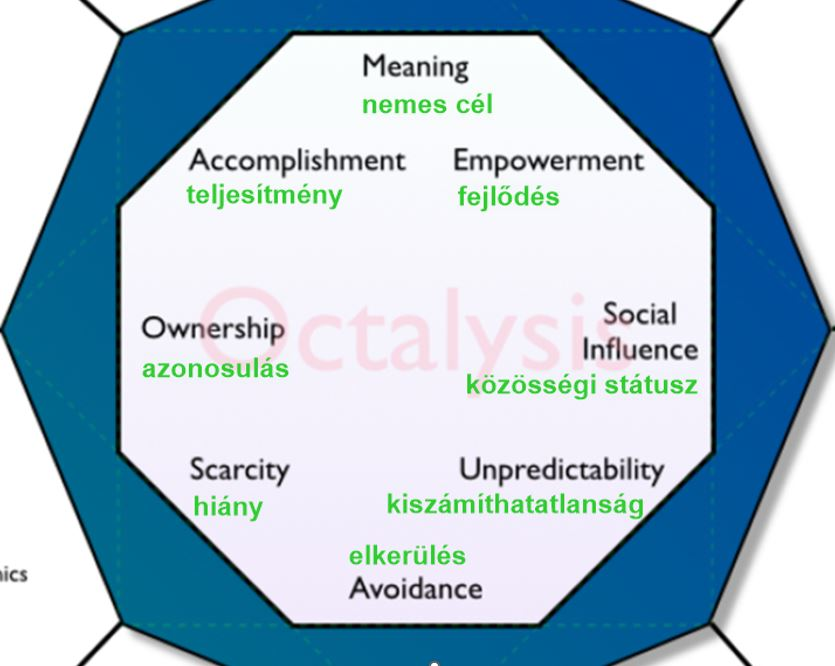 Meaning
nemes cél
Accomplishment
teljesítmény
Empowerment
fejlődés
Octalysis
Ownership
azonosulás
Social
Influence
közösségi státusz
Scarcity
hiány
Unpredictability
kiszámíthatatlanság
elkerülés
Avoidance